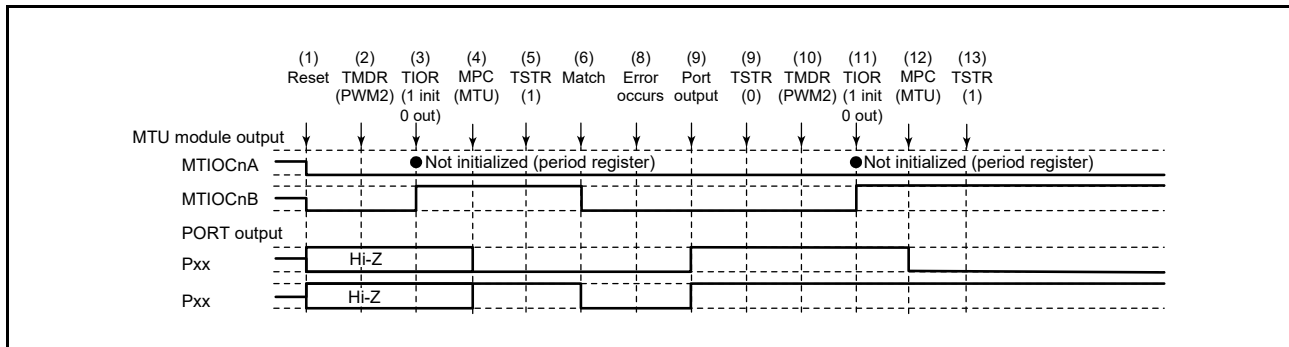 (1) (2) (3) (4) (5) (6) (8) (9) (9) (10) (11) (12) (13)
Reset TMDR TIOR MPC TSTR Match Error Port TSTR TMDR TIOR MPC TSTR
(PWM2) (1 init (MTU) (1) occurs output (0) (PWM2) (1 init (MTU) (1)
0 out) 0 out)
MTU module output
MTIOCnA Not initialized (period register) Not initialized (period register)
MTIOCnB
PORT output
Pxx Hi-Z
Pxx Hi-Z